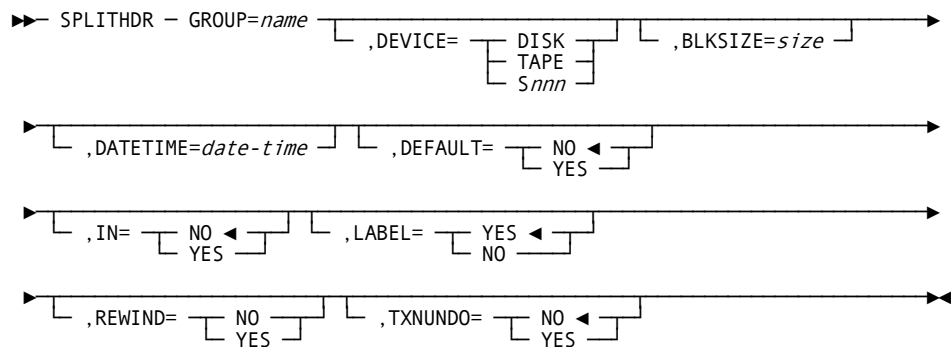 ▶▶─ SPLITHDR ─ GROUP=name
,DEVICE= DISK ,BLKSIZE=size
TAPE
Snnn
,DATETIME=date-time ,DEFAULT= NO ◀
YES
,IN= NO ◀ ,LABEL= YES ◀
YES NO
,REWIND= NO ,TXNUNDO= NO ◀
YES YES